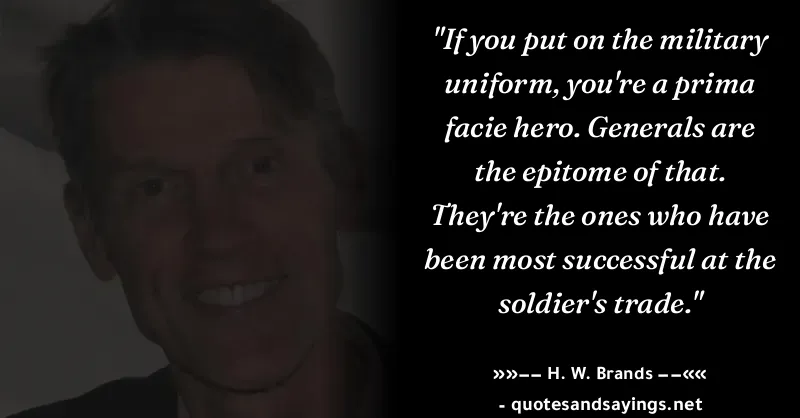 "If you put on the military
uniform, you're a prima
facie hero. Generals are
the epitome of that.
They're the ones who have
been most successful at the
soldier's trade."
»»−− H. W. Brands −−««
- quotesandsayings.net